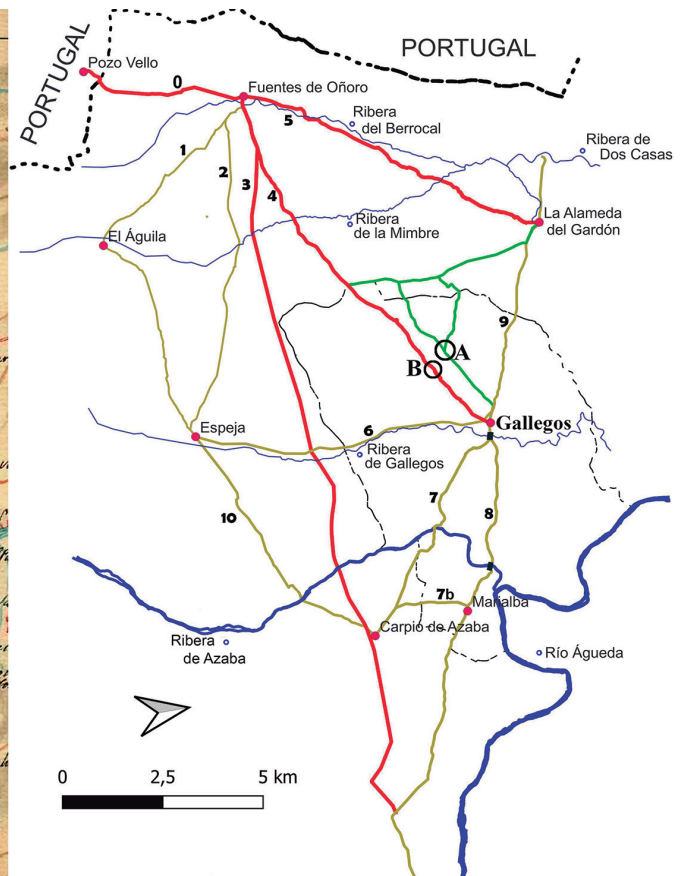 PORTUGAL
PORTUGAL
Pozo Vello
0
Fuentes de Oñoro
5
Ribera
del Berrocal
Ribera de
Dos Casas
1
2
3
4
La Alameda
del Gardón
Ribera
de la Mimbre
El Águila
9
A
B
Gallegos
6
Espeja
Ribera
de Gallegos
7
8
10
7b
Marialba
Carpio de Azaba
Ribera
de Azaba
Río Águeda
0
2,5
5 km